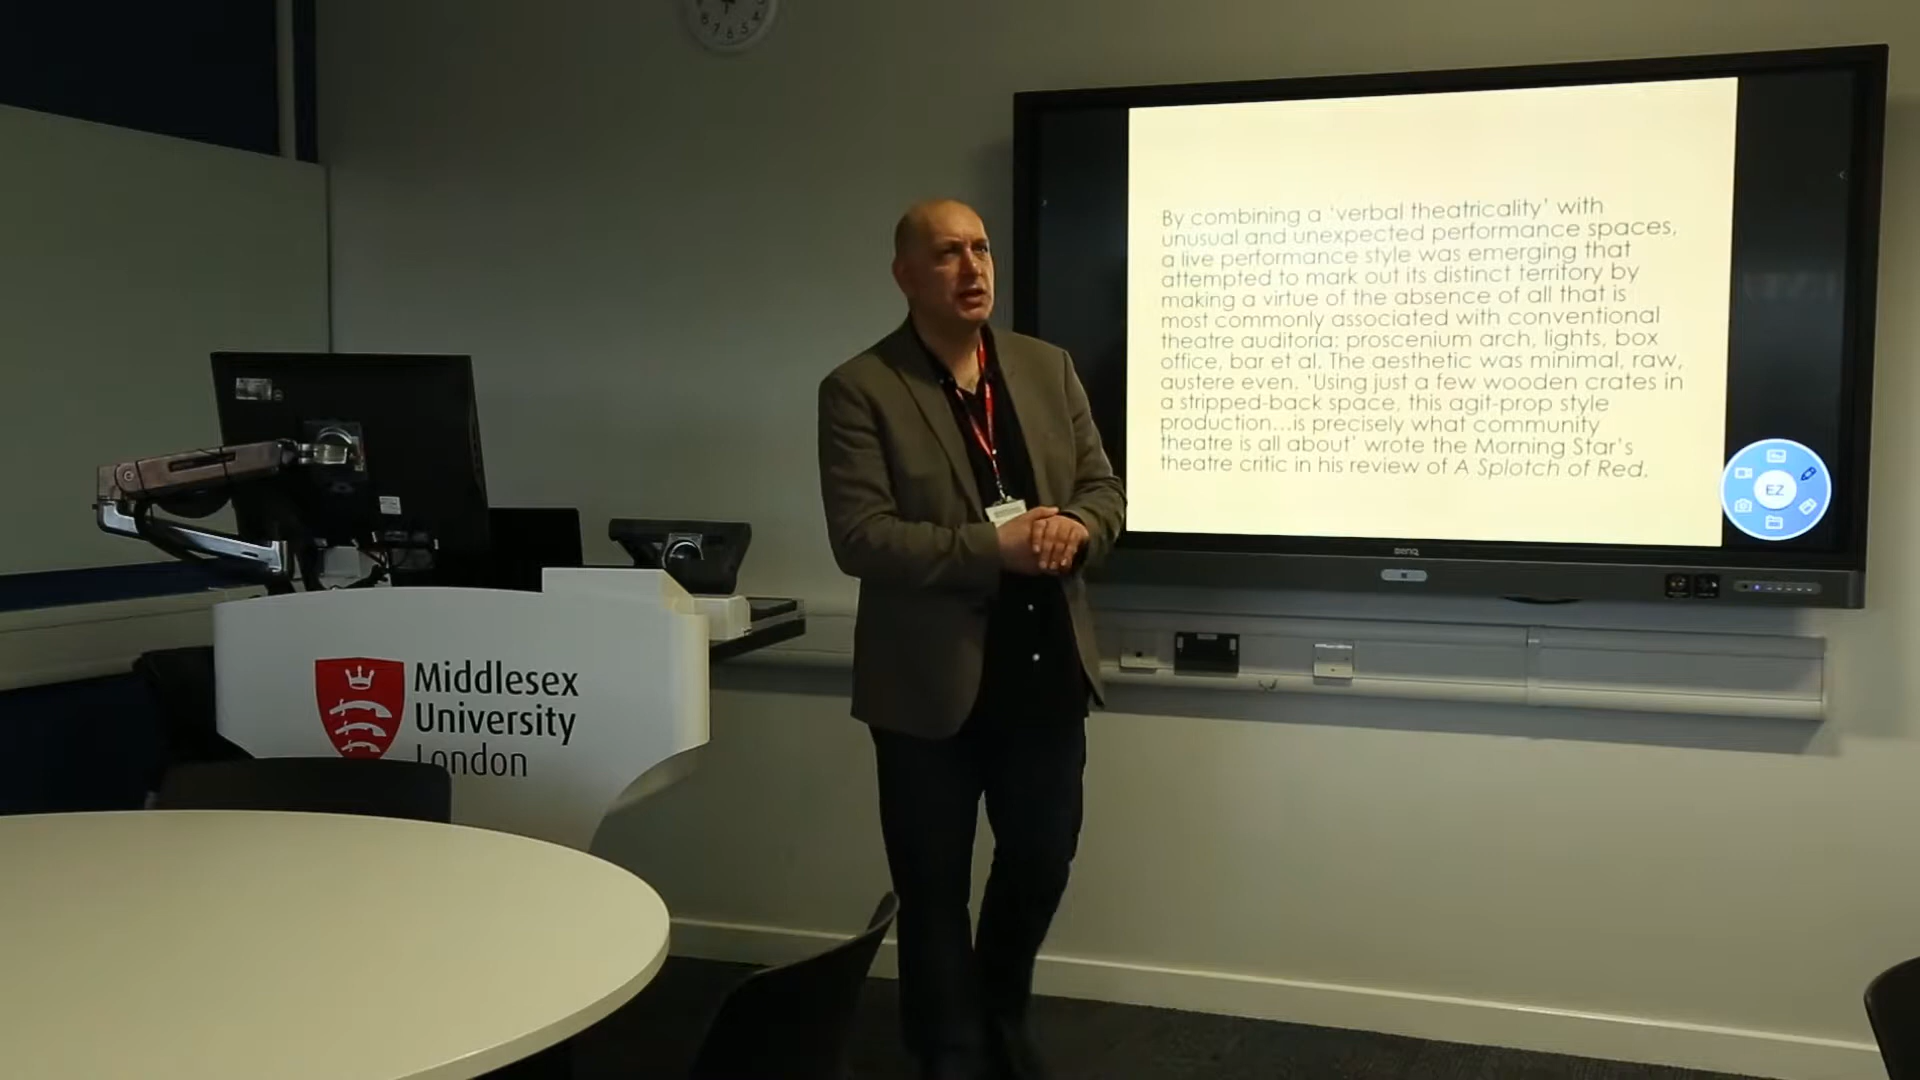 By combining a 'verbal theatricality' with
unusual and unexpected performance spaces,
a live performance style was emerging that
attempted to mark out its distinct territory by
making a virtue of the absence of all that is
most commonly associated with conventional
theatre auditoria: proscenium arch, lights, box
office, bar et al. The aesthetic was minimal, raw,
austere even. 'Using just a few wooden crates in
a stripped-back space, this agit-prop style
production...is precisely what community
theatre is all about' wrote the Morning Star's
theatre critic in his review of A Splotch of Red.
EZ
BenQ
Middlesex
University
London
8 7 6 5 4